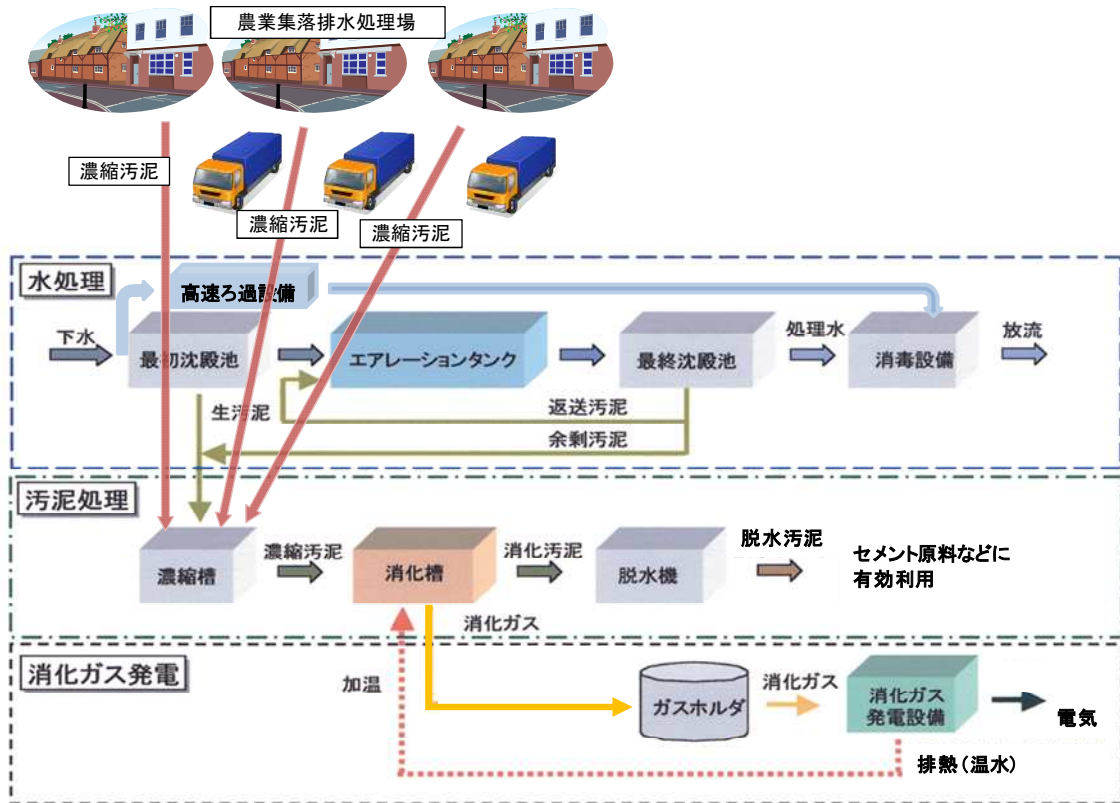 農業集落排水処理場
濃縮汚泥
濃縮汚泥
濃縮汚泥
水処理
高速ろ過設備
下水
最初沈殿池
エアレーションタンク
最終沈殿池
処理水
消毒設備
放流
生汚泥
返送汚泥
余剰汚泥
汚泥処理
濃縮槽
濃縮汚泥
消化槽
消化汚泥
脱水機
脱水汚泥
セメント原料などに
有効利用
消化ガス
消化ガス発電
加温
ガスホルダ
消化ガス
消化ガス
発電設備
電気
排熱（温水）